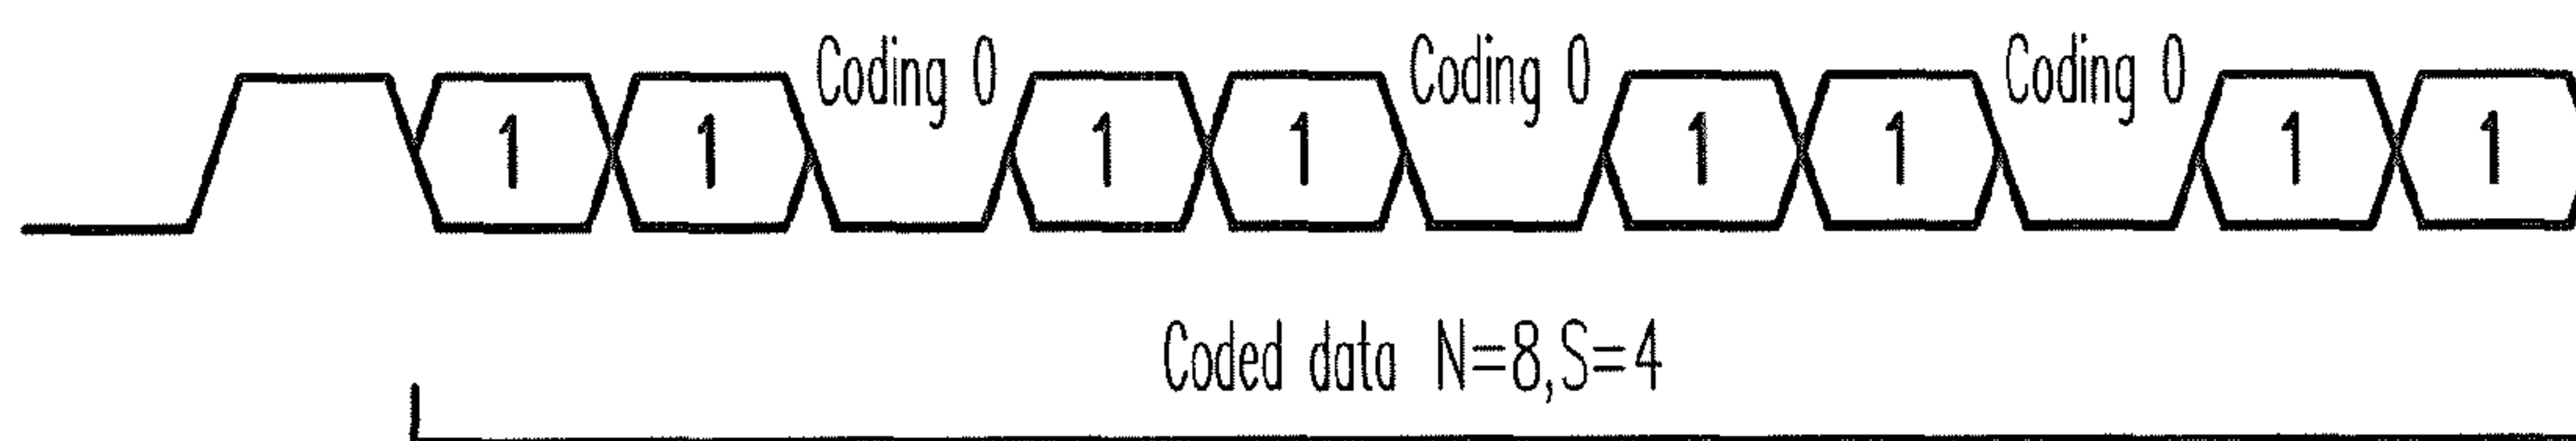 Coding 0 Coding 0 Coding 0
1 1 1 1 1 1 1 1
Coded data N=8,S=4